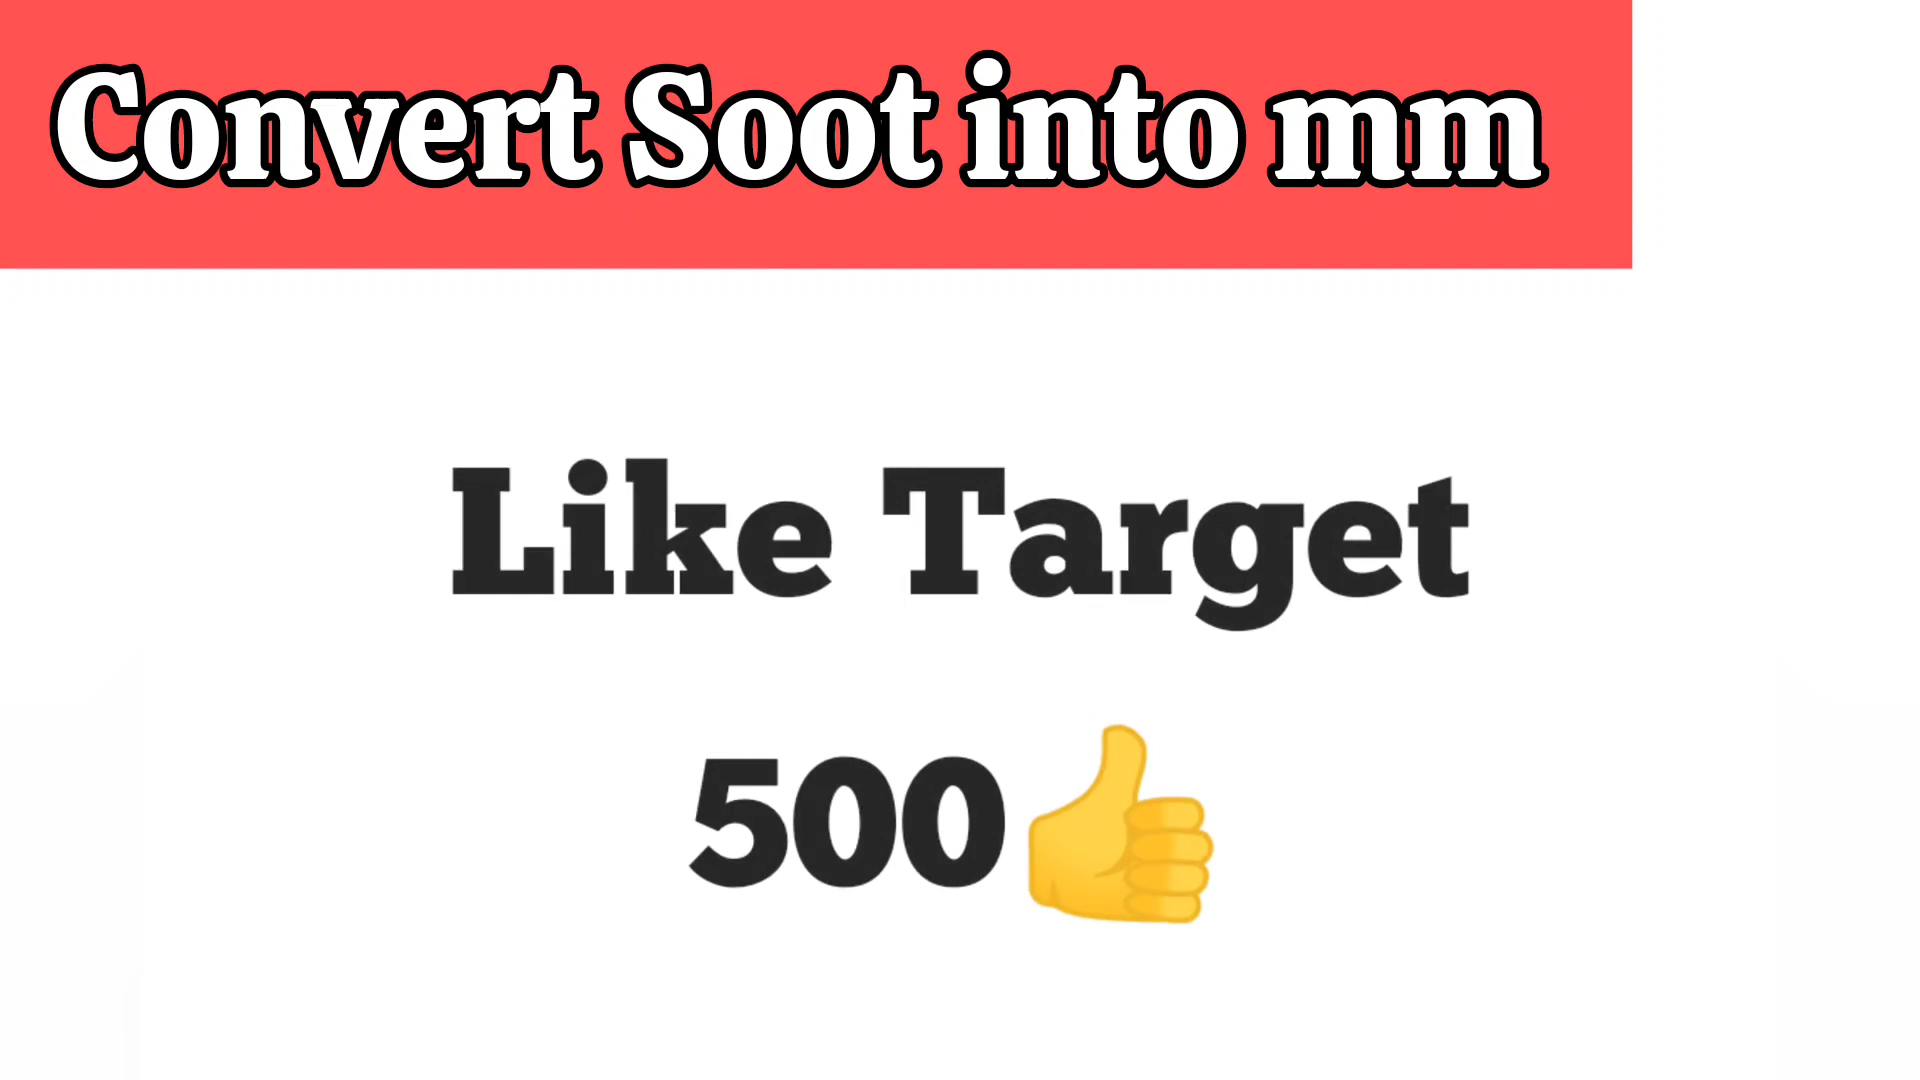 Convert Soot into mm
Like Target
500👍